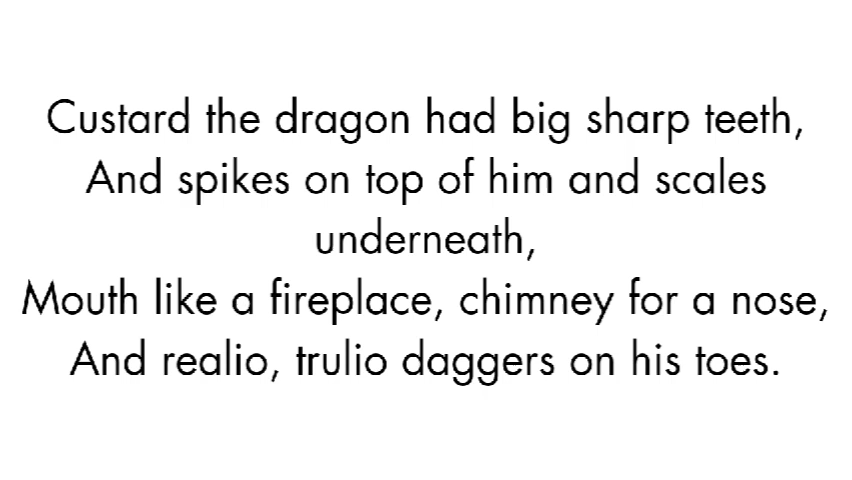 Custard the dragon had big sharp teeth,
And spikes on top of him and scales
underneath,
Mouth like a fireplace, chimney for a nose,
And realio, trulio daggers on his toes.